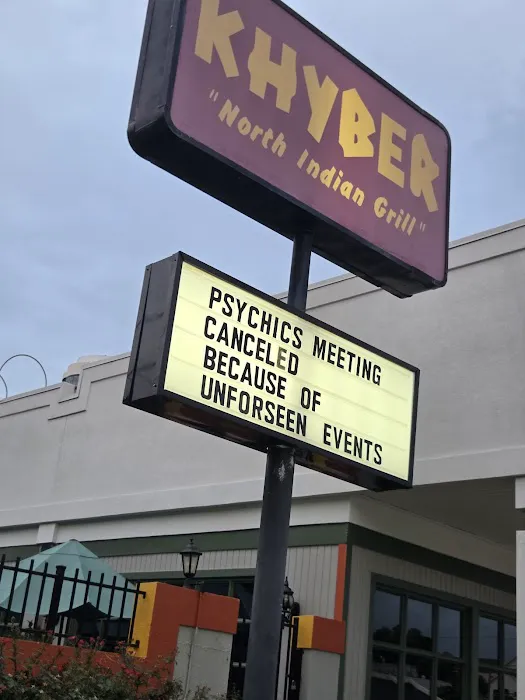 KHYBER
"North Indian Grill"
PSYCHICS MEETING
CANCELED
BECAUSE OF
UNFORSEEN EVENTS